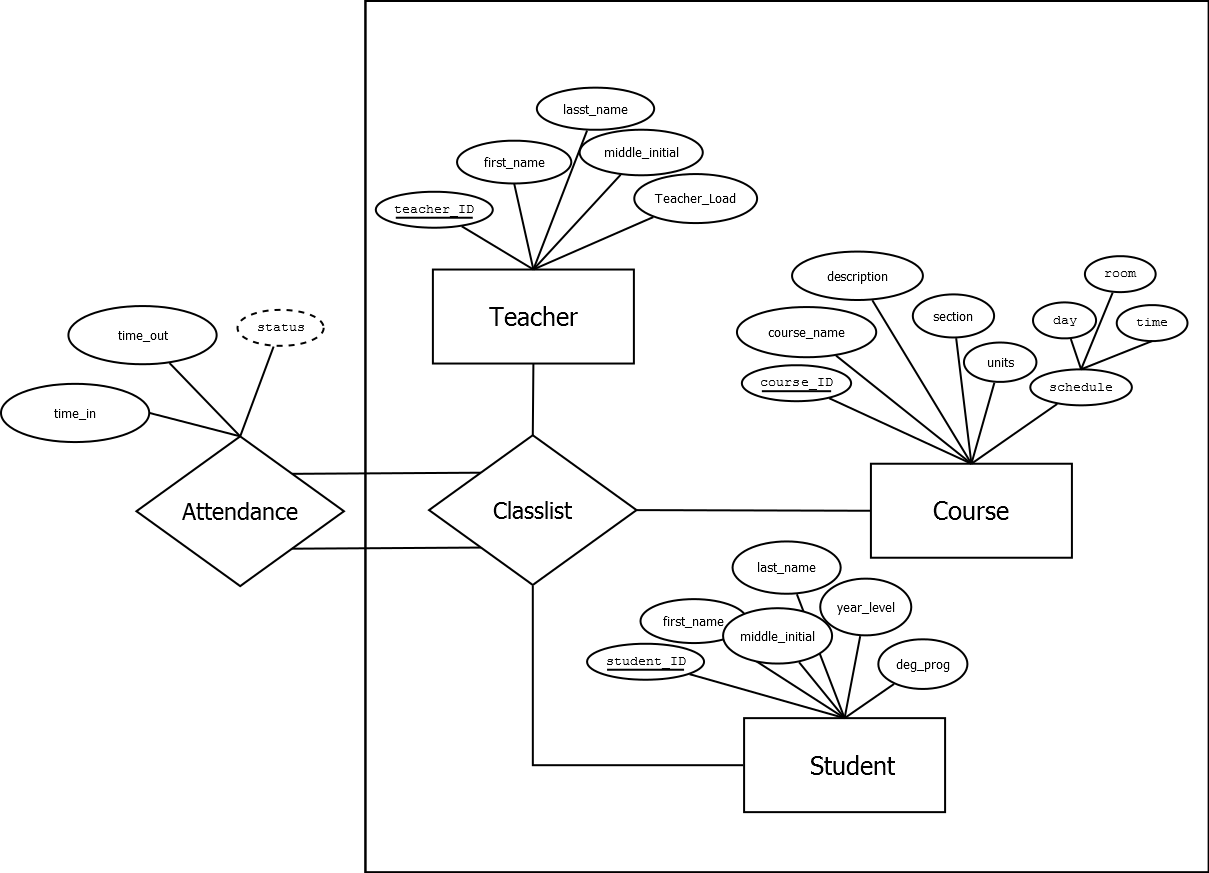 lasst_name
first_name
middle_initial
teacher_ID
Teacher_Load
Teacher
description
room
section
day
time
course_name
units
course_ID
schedule
time_out
status
time_in
Attendance
Classlist
Course
last_name
first_name
year_level
middle_initial
student_ID
deg_prog
Student